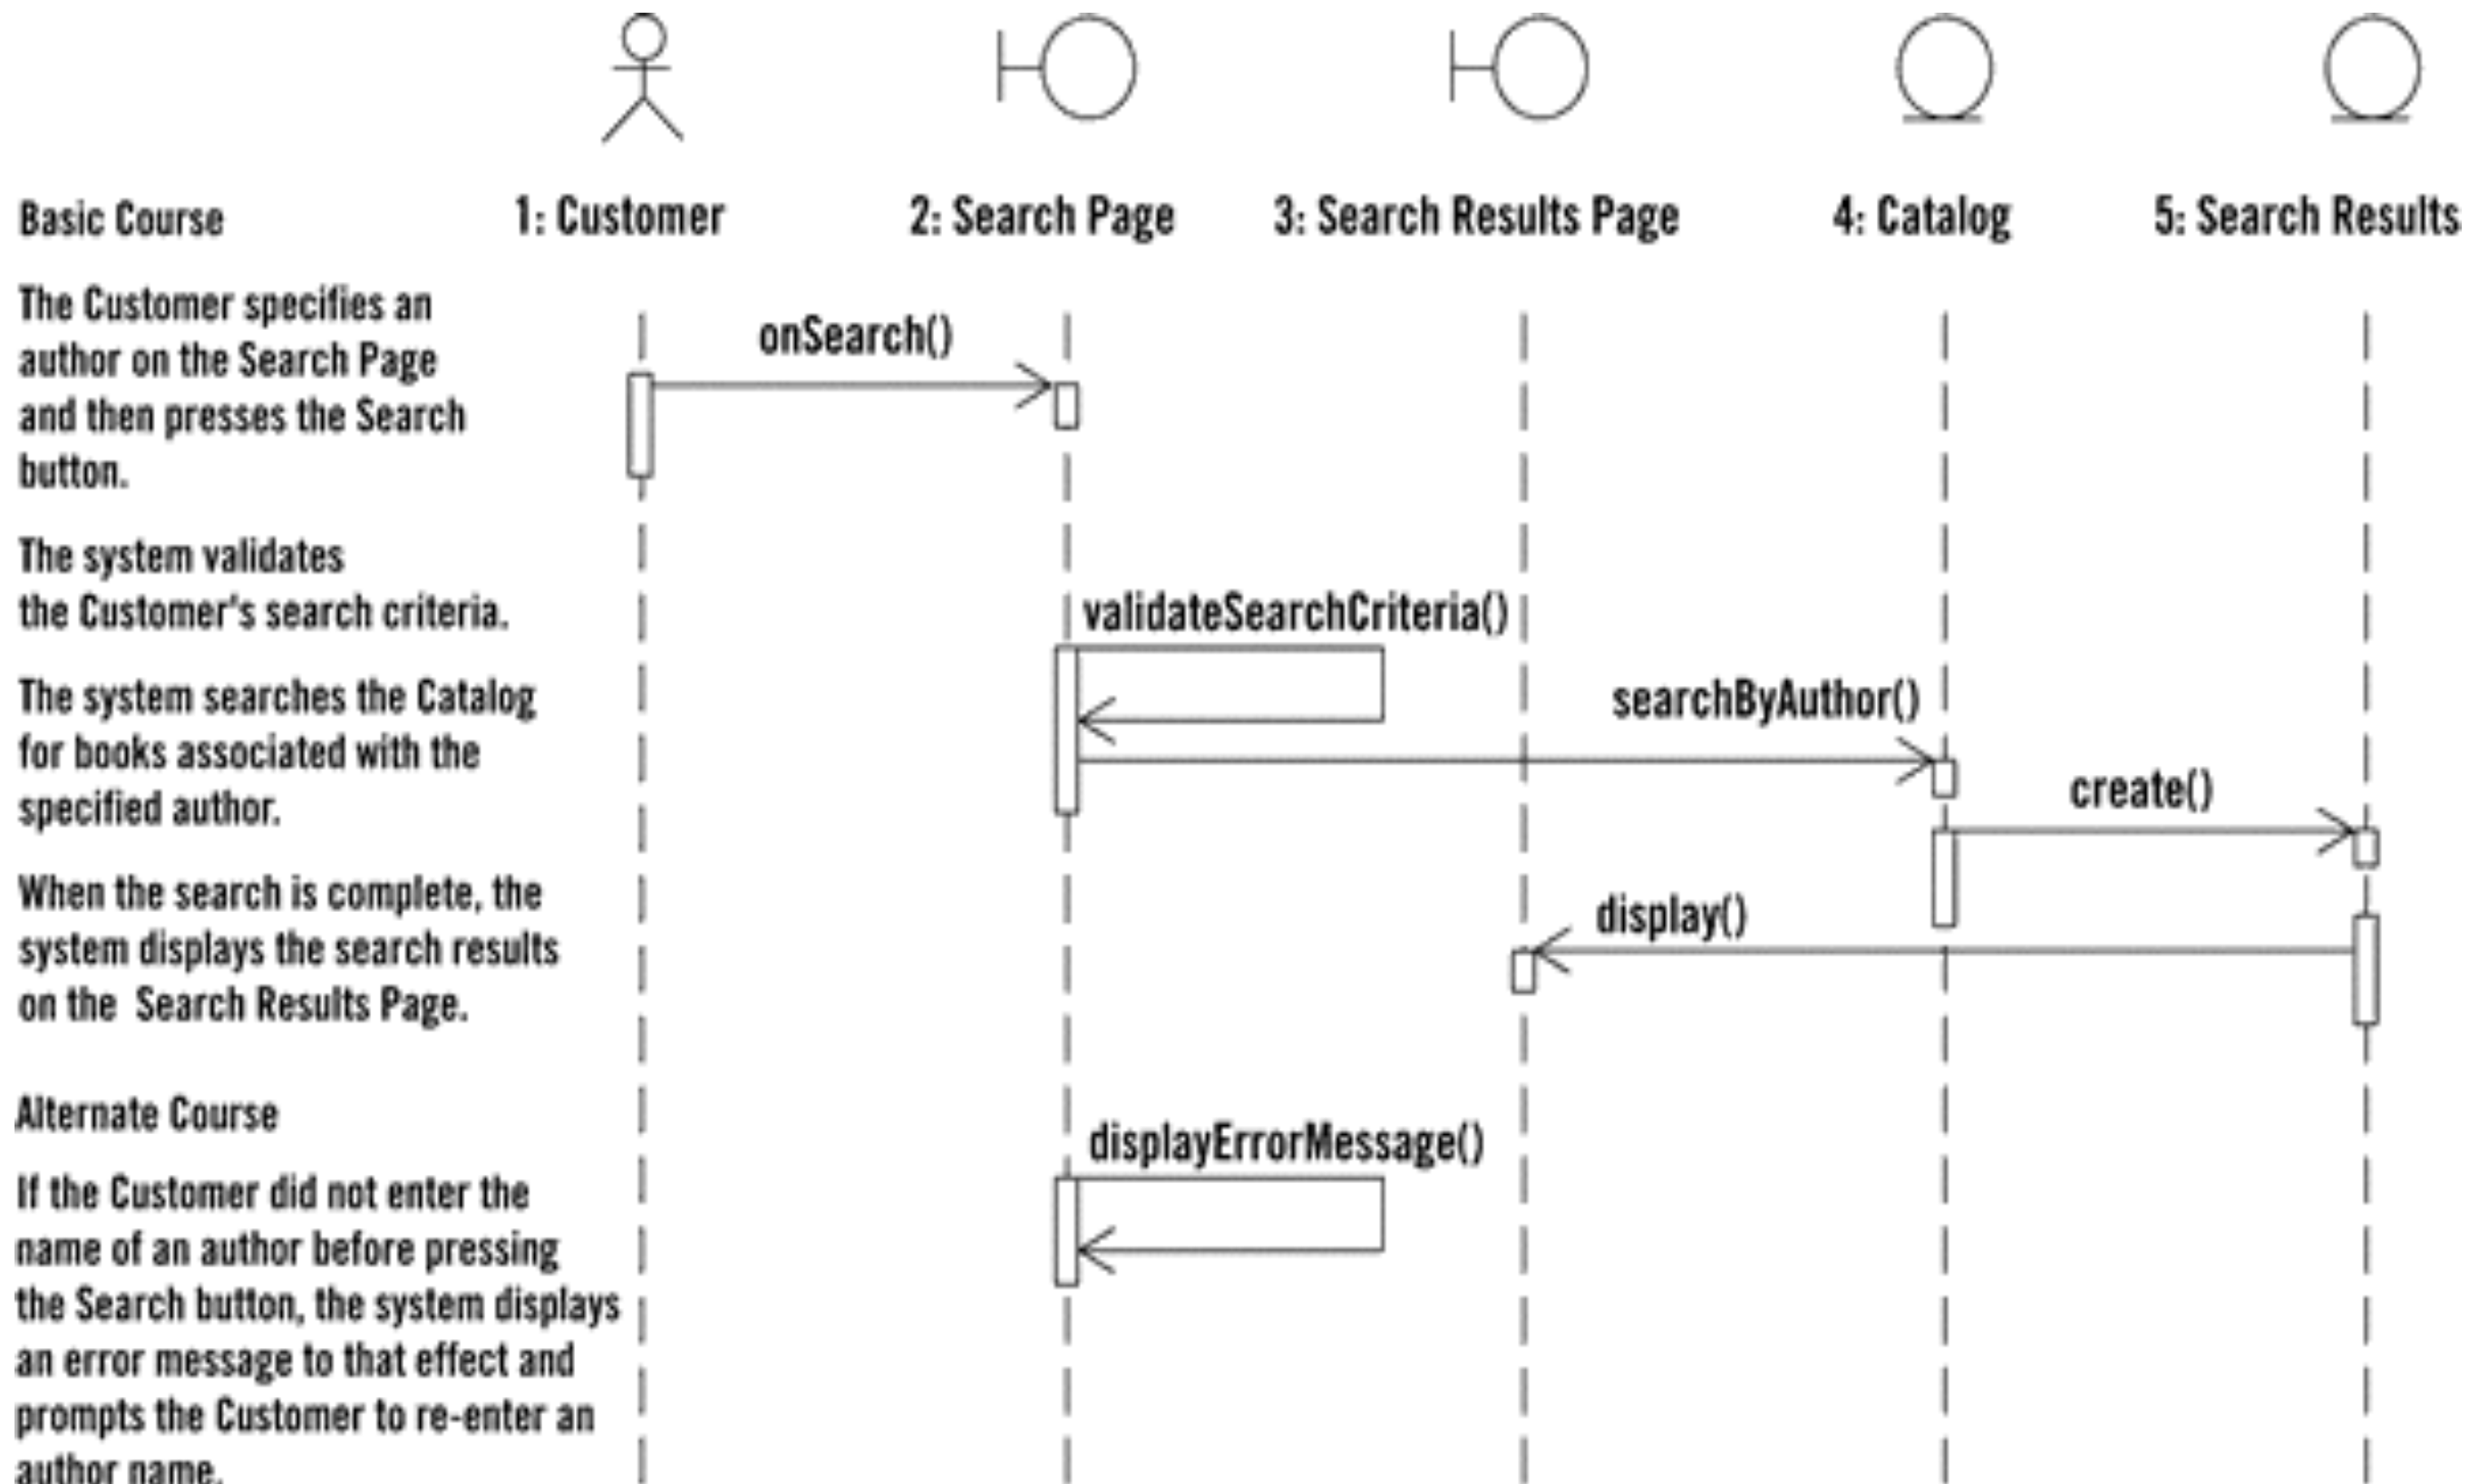 Basic Course
1: Customer
2: Search Page
3: Search Results Page
4: Catalog
5: Search Results
The Customer specifies an
author on the Search Page
and then presses the Search
button.
onSearch()
The system validates
the Customer's search criteria.
validateSearchCriteria()
The system searches the Catalog
for books associated with the
specified author.
searchByAuthor()
create()
When the search is complete, the
system displays the search results
on the Search Results Page.
display()
Alternate Course
displayErrorMessage()
If the Customer did not enter the
name of an author before pressing
the Search button, the system displays
an error message to that effect and
prompts the Customer to re-enter an
author name.